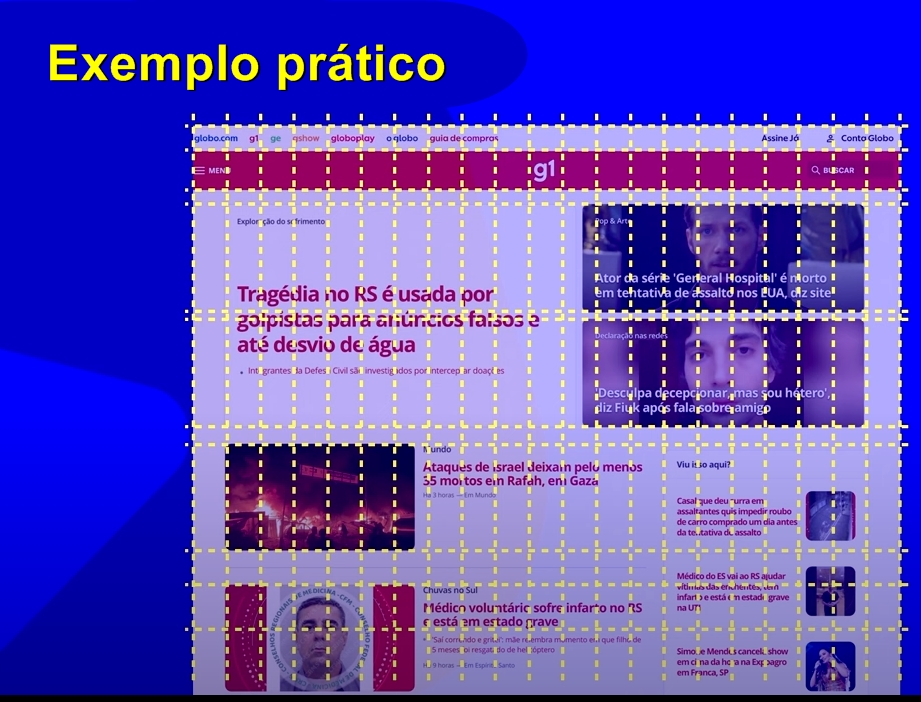 Exemplo prático
globo.com g1 ge gshow globoplay o globo guia de compras Assine Já Conta Globo
MENU g1 BUSCAR
Exploração do sofrimento
Tragédia no RS é usada por
golpistas para anúncios falsos e
até desvio de água
• Integrantes da Defesa Civil são investigados por interceptar doações
Pop & Arte
Ator da série 'General Hospital' é morto
em tentativa de assalto nos EUA, diz site
Declaração nas redes
'Desculpa decepcionar, mas sou hétero',
diz Fiuk após fala sobre amigo
Mundo
Ataques de Israel deixam pelo menos
35 mortos em Rafah, em Gaza
Há 3 horas — Em Mundo
Chuvas no Sul
Médico voluntário sofre infarto no RS
e está em estado grave
• 'Sai correndo e gritei': mãe relembra momento em que filho de
5 meses foi resgatado de helicóptero
Há 9 horas — Em Espírito Santo
CONSELHOS REGIONAIS DE MEDICINA - CFM - CONSELHO FEDERAL DE MEDICINA
Viu isso aqui?
Casal que deu surra em
assaltantes quis impedir roubo
de carro comprado um dia antes
da tentativa de assalto
Médico do ES vai ao RS ajudar
vítimas das enchentes, tem
infarto e está em estado grave
na UTI
Simone Mendes cancela show
em cima da hora na Expoagro
em Franca, SP